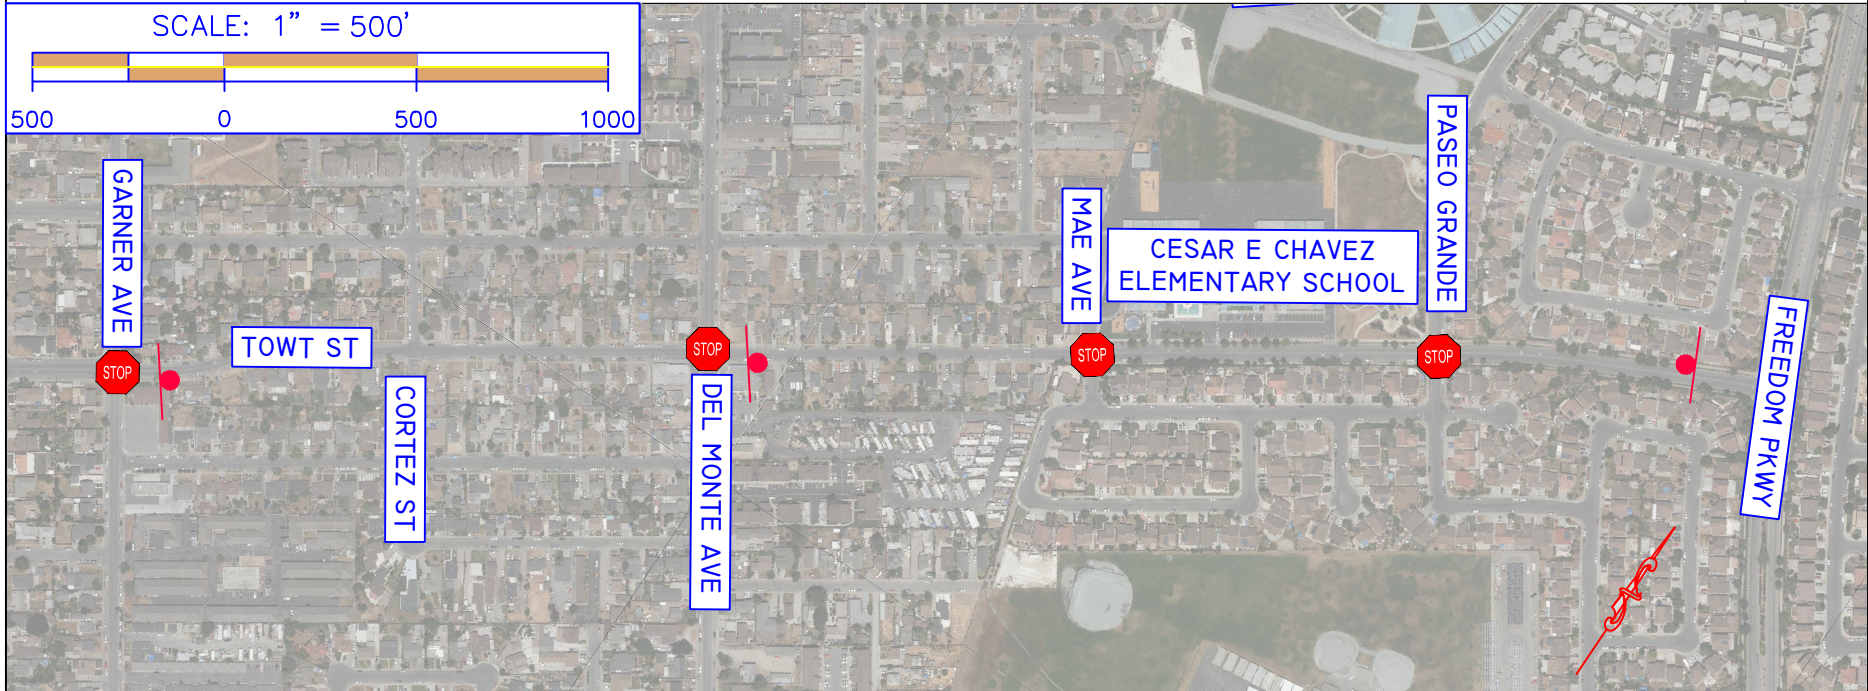 SCALE: 1" = 500'
500 0 500 1000
GARNER AVE
STOP
TOWT ST
CORTEZ ST
STOP
DEL MONTE AVE
MAE AVE
STOP
CESAR E CHAVEZ
ELEMENTARY SCHOOL
PASEO GRANDE
STOP
FREEDOM PKWY